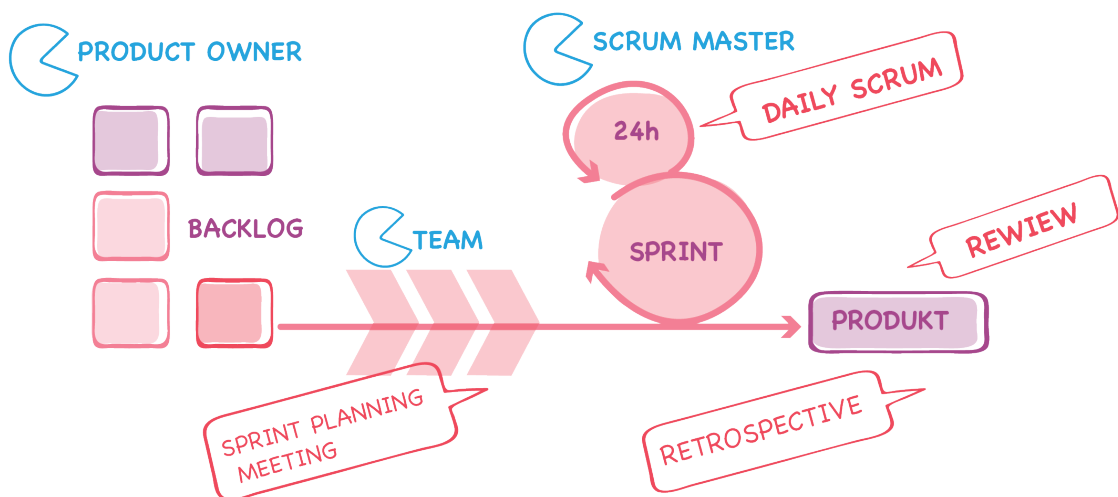 PRODUCT OWNER
SCRUM MASTER
DAILY SCRUM
24h
BACKLOG
TEAM
SPRINT
REWIEW
PRODUKT
SPRINT PLANNING
MEETING
RETROSPECTIVE